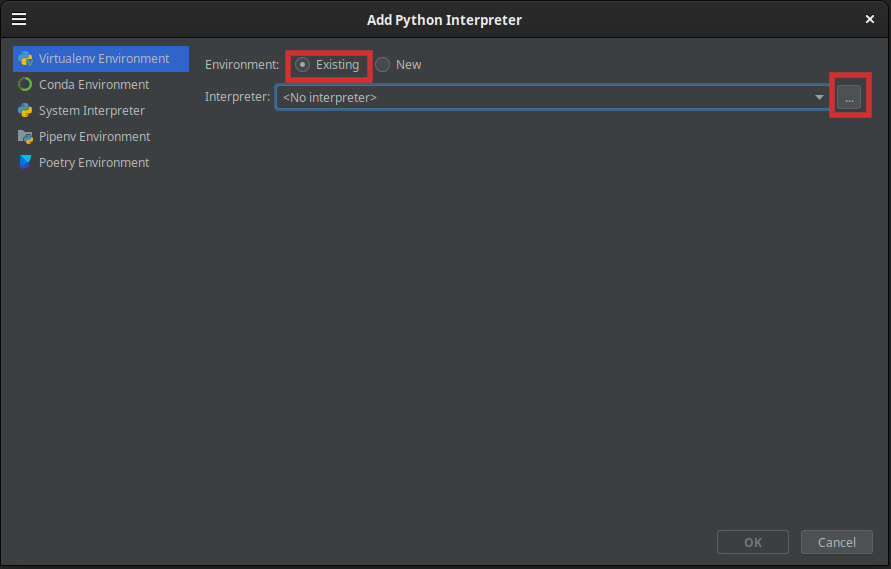 Add Python Interpreter
Virtualenv Environment
Conda Environment
System Interpreter
Pipenv Environment
Poetry Environment
Environment: Existing New
Interpreter: <No interpreter> ...
OK Cancel